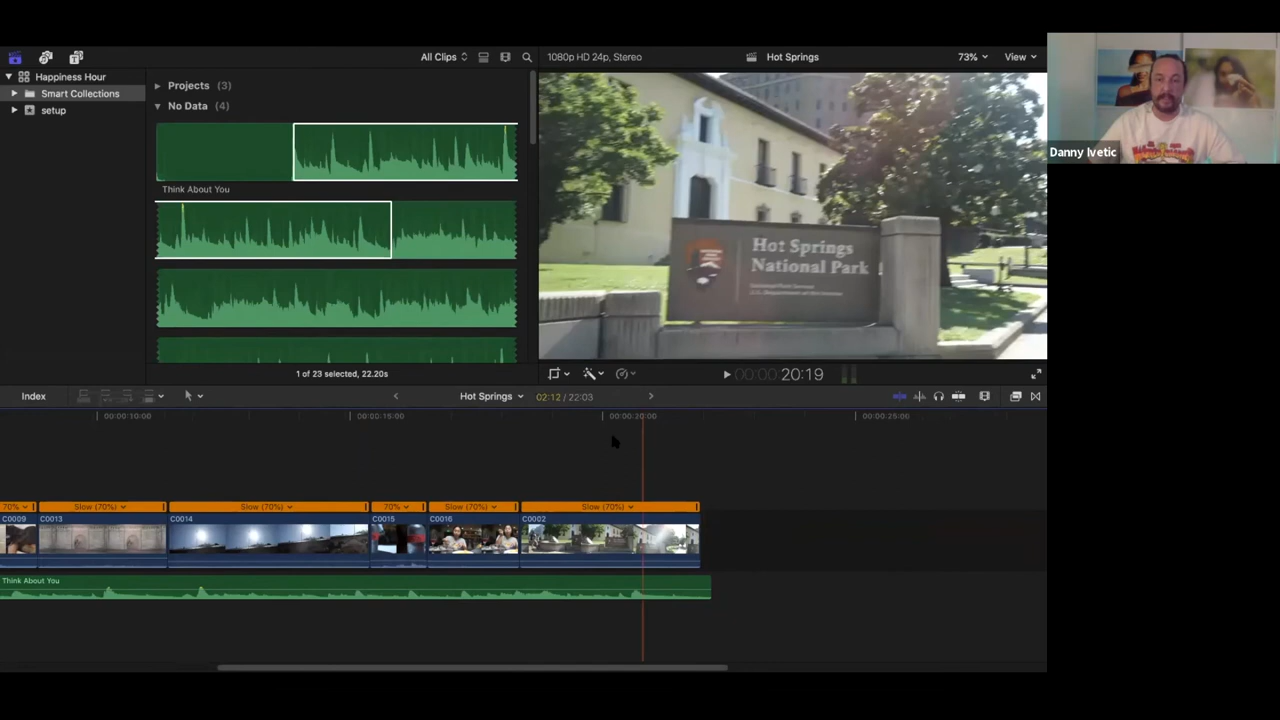 All Clips
1080p HD 24p, Stereo
Hot Springs
73%
View
Happiness Hour
Smart Collections
setup
Projects (3)
No Data (4)
Think About You
1 of 23 selected, 22.20s
Hot Springs
National Park
Danny Ivetic
00:00:20:19
Index
Hot Springs
02:12 / 22:03
00:00:10:00
00:00:15:00
00:00:20:00
00:00:25:00
70%
Slow (70%)
Slow (70%)
70%
Slow (70%)
Slow (70%)
C0009
C0013
C0014
C0015
C0016
C0002
Think About You